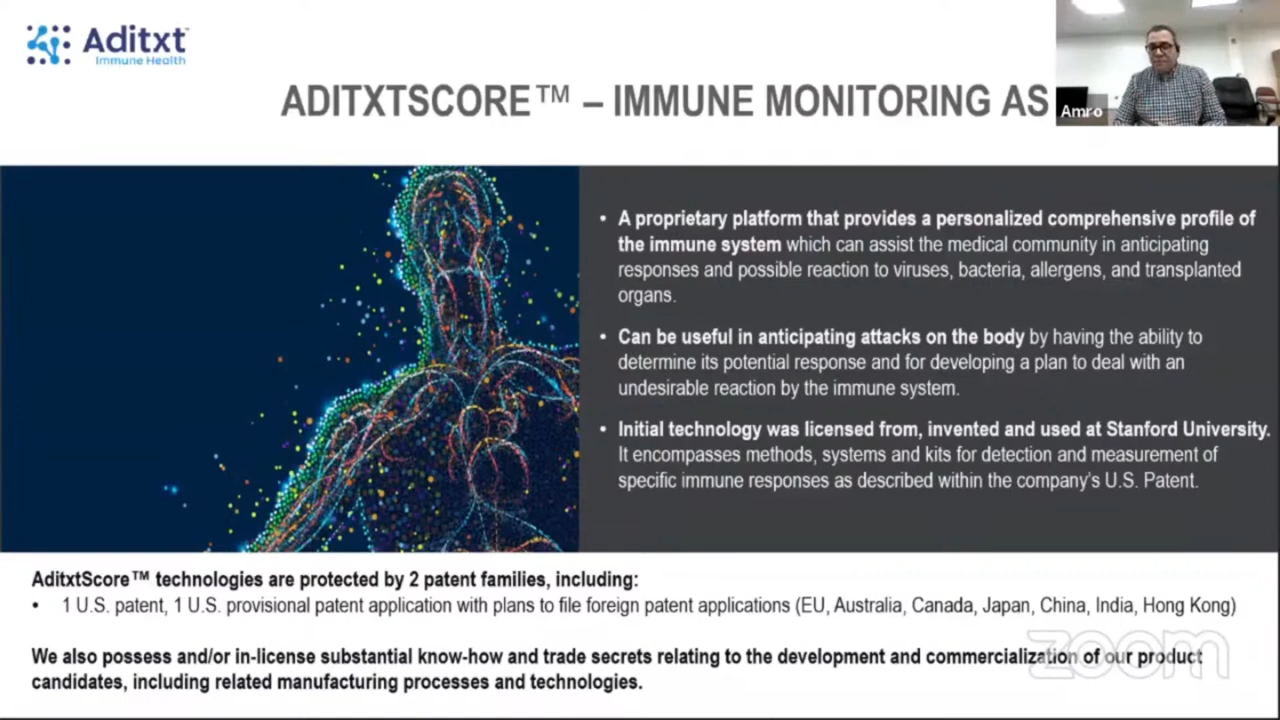 Aditxt™
Immune Health
ADITXTSCORE™ – IMMUNE MONITORING AS
Amro
• A proprietary platform that provides a personalized comprehensive profile of
the immune system which can assist the medical community in anticipating
responses and possible reaction to viruses, bacteria, allergens, and transplanted
organs.
• Can be useful in anticipating attacks on the body by having the ability to
determine its potential response and for developing a plan to deal with an
undesirable reaction by the immune system.
• Initial technology was licensed from, invented and used at Stanford University.
It encompasses methods, systems and kits for detection and measurement of
specific immune responses as described within the company's U.S. Patent.
AditxtScore™ technologies are protected by 2 patent families, including:
• 1 U.S. patent, 1 U.S. provisional patent application with plans to file foreign patent applications (EU, Australia, Canada, Japan, China, India, Hong Kong)
We also possess and/or in-license substantial know-how and trade secrets relating to the development and commercialization of our product
candidates, including related manufacturing processes and technologies.
zoom